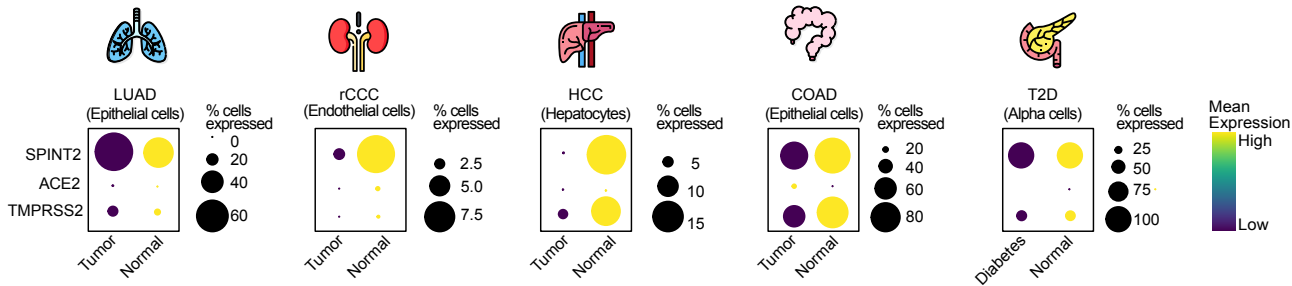 LUAD
(Epithelial cells)
% cells
expressed
0
20
40
60
SPINT2
ACE2
TMPRSS2
Tumor
Normal
rCCC
(Endothelial cells)
% cells
expressed
2.5
5.0
7.5
Tumor
Normal
HCC
(Hepatocytes)
% cells
expressed
5
10
15
Tumor
Normal
COAD
(Epithelial cells)
% cells
expressed
20
40
60
80
Tumor
Normal
T2D
(Alpha cells)
% cells
expressed
25
50
75
100
Diabetes
Normal
Mean
Expression
High
Low